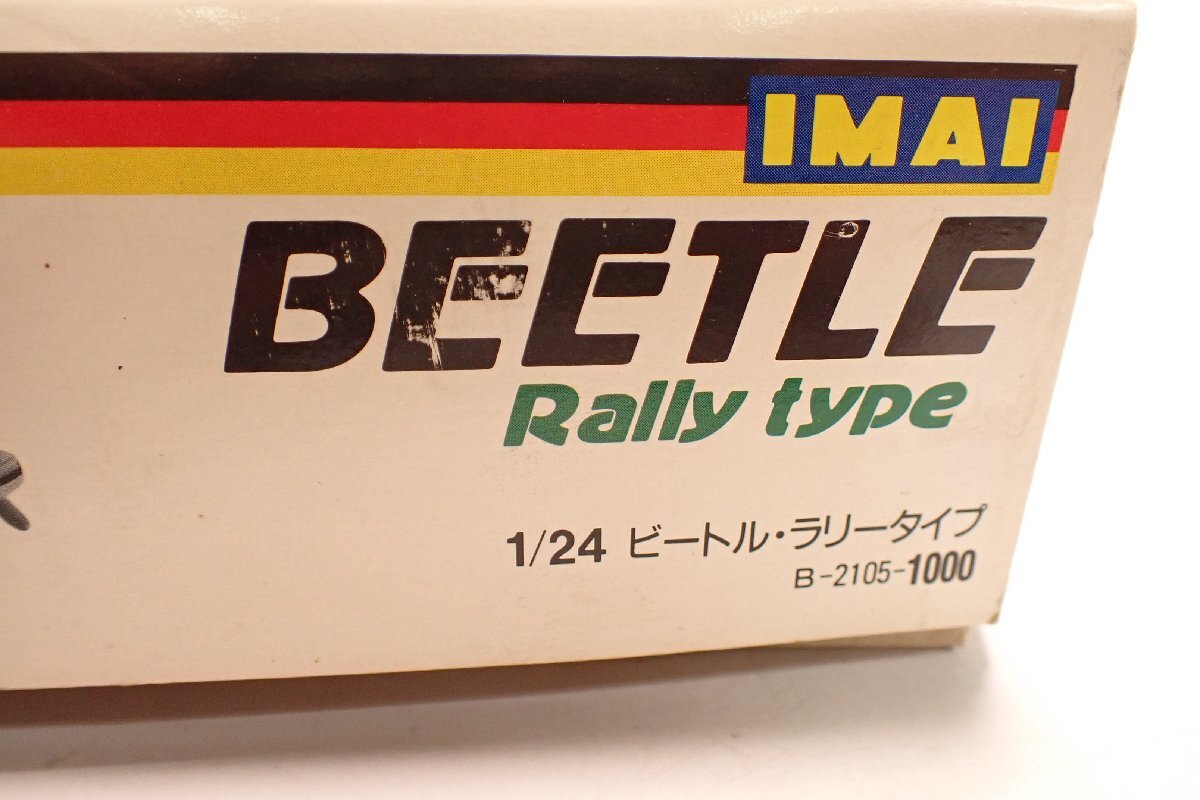 IMAI
BEETLE
Rally type
1/24 ビートル・ラリータイプ
B-2105-1000